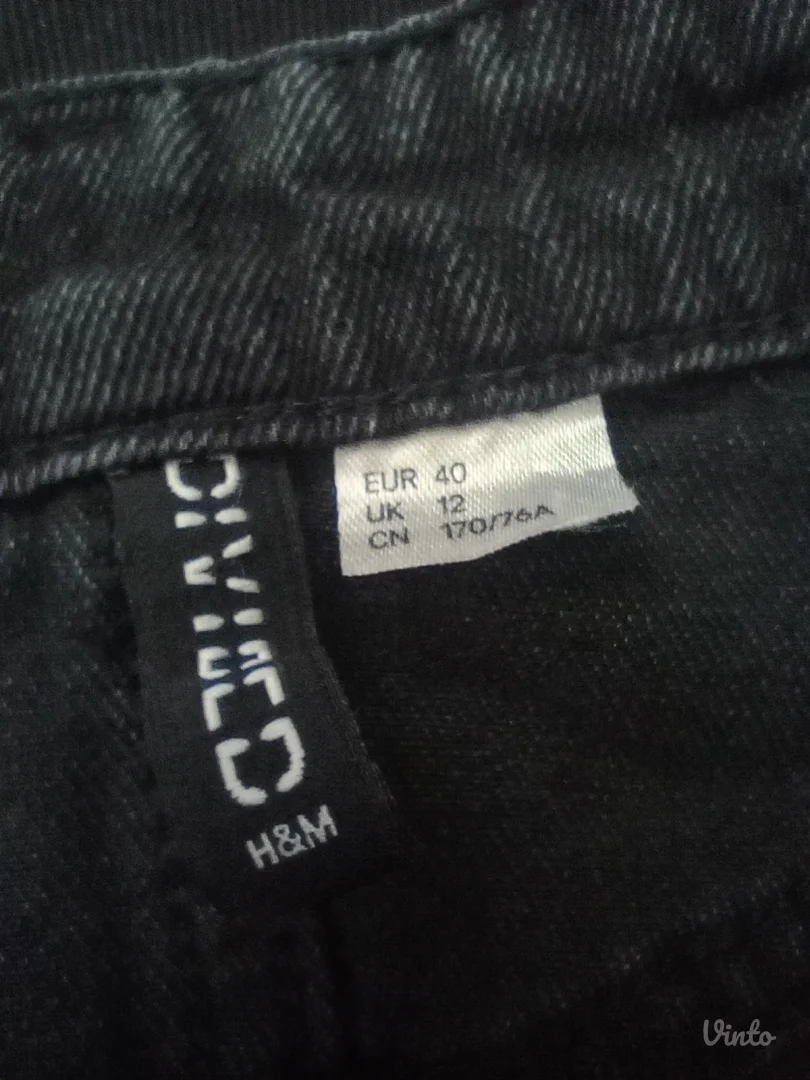 EUR 40
UK 12
CN 170/76A
DIVIDED
H&M
Vinto